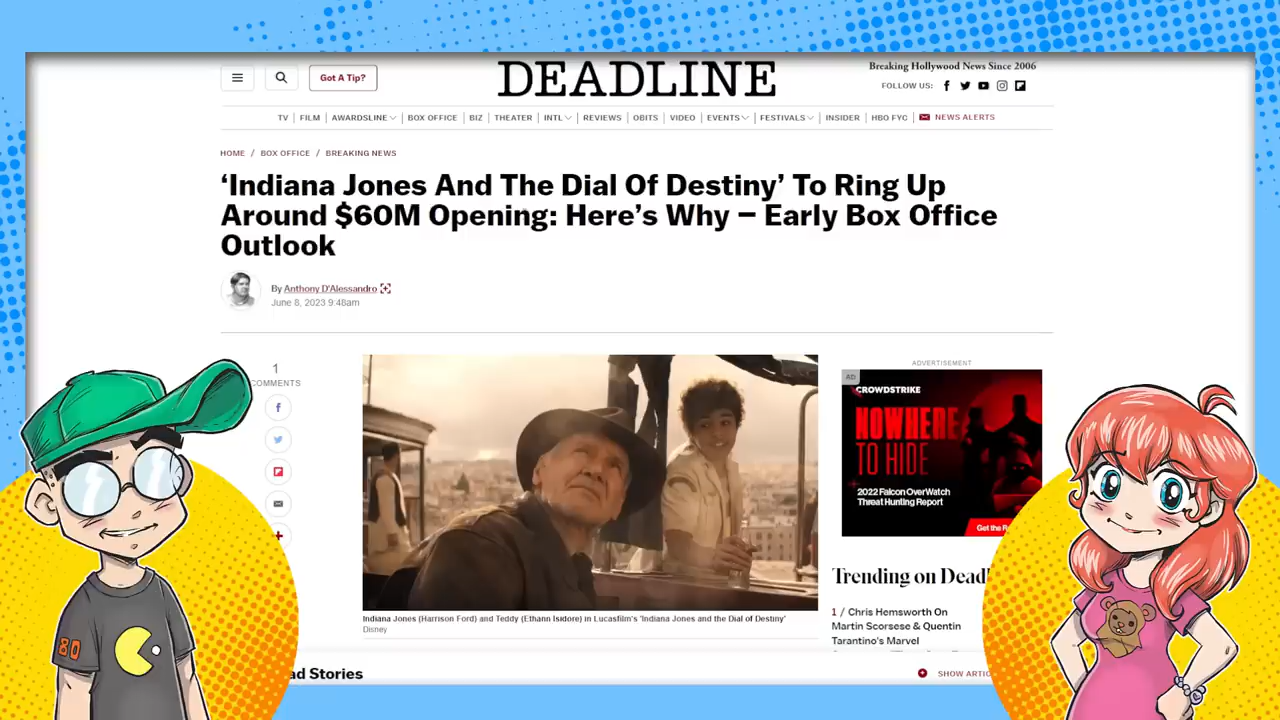 Got A Tip?
DEADLINE
Breaking Hollywood News Since 2006
FOLLOW US:
TV | FILM | AWARDSLINE | BOX OFFICE | BIZ | THEATER | INTL | REVIEWS | OBITS | VIDEO | EVENTS | FESTIVALS | INSIDER | HBO FYC | NEWS ALERTS
HOME / BOX OFFICE / BREAKING NEWS
‘Indiana Jones And The Dial Of Destiny’ To Ring Up
Around $60M Opening: Here’s Why – Early Box Office
Outlook
By Anthony D'Alessandro
June 8, 2023 9:48am
1
COMMENTS
ADVERTISEMENT
AD
CROWDSTRIKE
NOWHERE
TO HIDE
2022 Falcon OverWatch
Threat Hunting Report
Get the
Indiana Jones (Harrison Ford) and Teddy (Ethann Isidore) in Lucasfilm's 'Indiana Jones and the Dial of Destiny'
Disney
Trending on
1 / Chris Hemsworth On
Martin Scorsese & Quentin
Tarantino's Marvel
Stories
SHOW
80